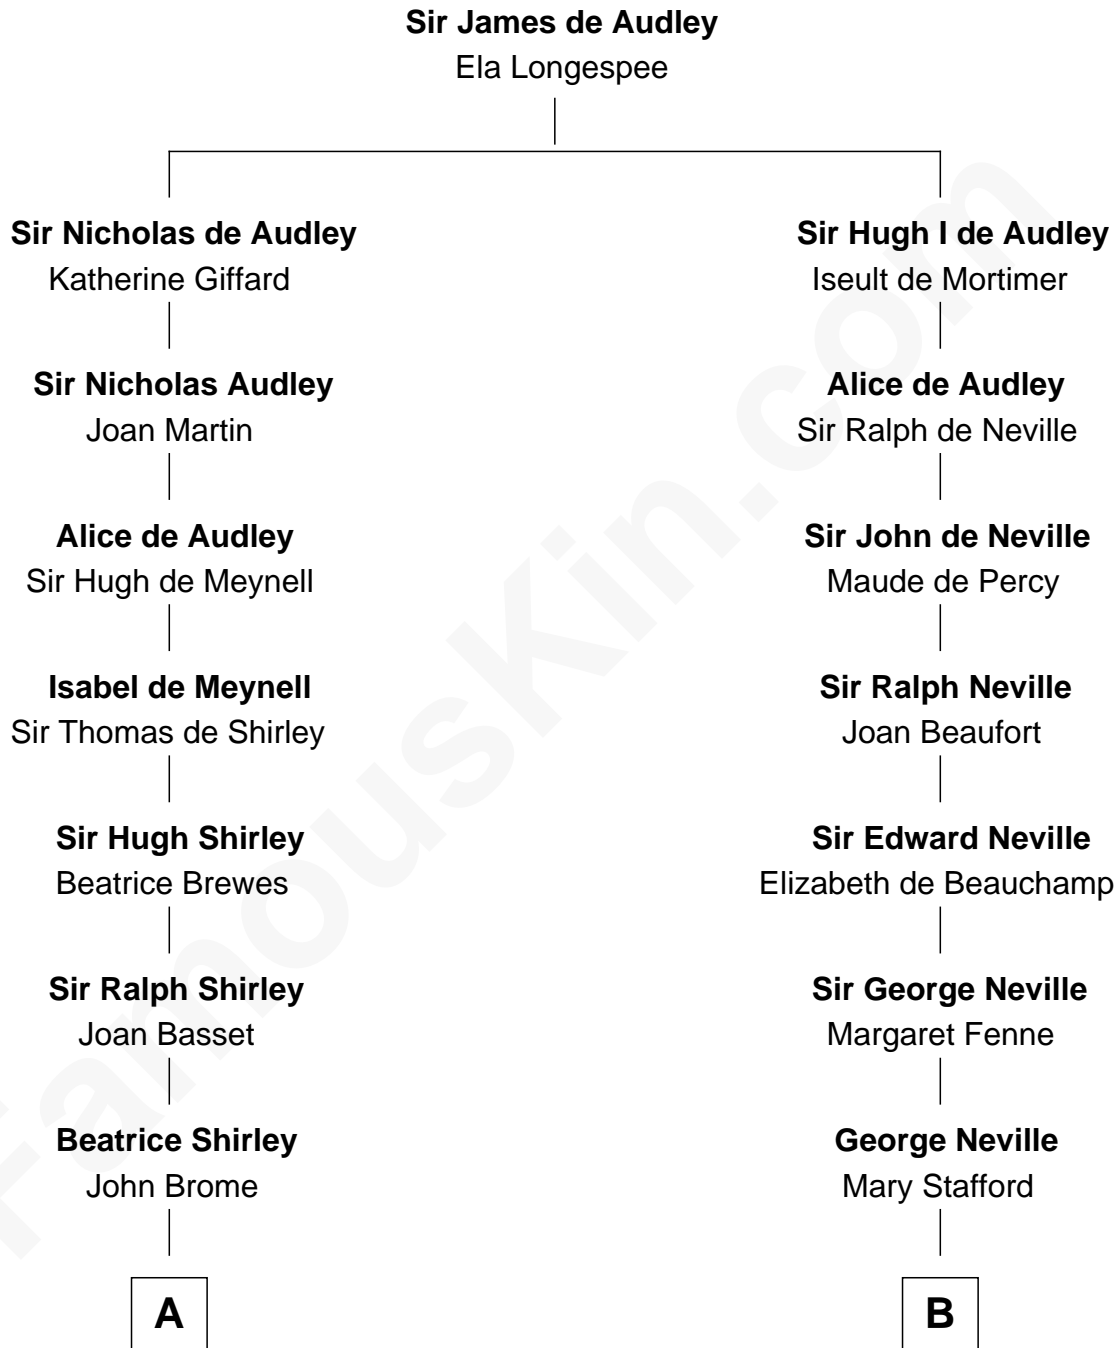 Sir James de Audley
Ela Longespee
Sir Nicholas de Audley
Katherine Giffard
Sir Hugh I de Audley
Iseult de Mortimer
Sir Nicholas Audley
Joan Martin
Alice de Audley
Sir Ralph de Neville
Alice de Audley
Sir Hugh de Meynell
Sir John de Neville
Maude de Percy
Isabel de Meynell
Sir Thomas de Shirley
Sir Ralph Neville
Joan Beaufort
Sir Hugh Shirley
Beatrice Brewes
Sir Edward Neville
Elizabeth de Beauchamp
Sir Ralph Shirley
Joan Basset
Sir George Neville
Margaret Fenne
Beatrice Shirley
John Brome
George Neville
Mary Stafford
A
B
FamousKin.com